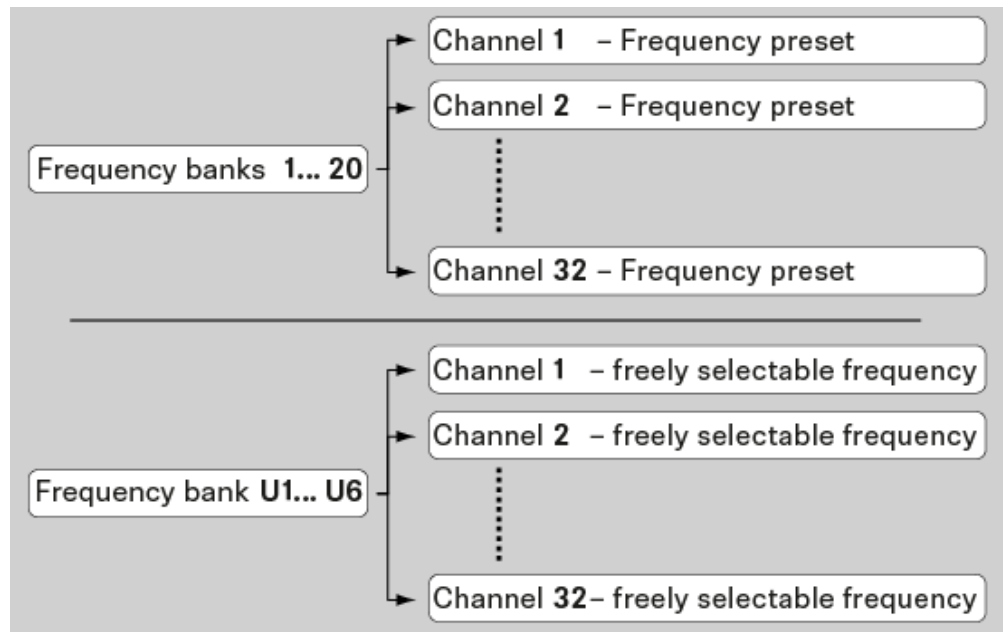 Channel 1 – Frequency preset
Channel 2 – Frequency preset
Frequency banks 1... 20
Channel 32 – Frequency preset
Channel 1 – freely selectable frequency
Channel 2 – freely selectable frequency
Frequency bank U1... U6
Channel 32 – freely selectable frequency